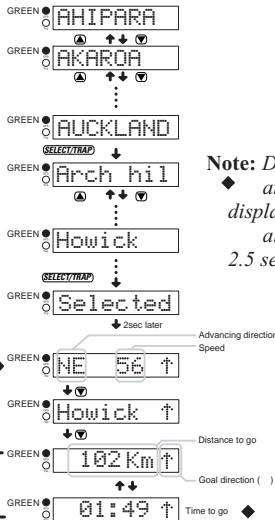 GREEN AHIPARA
GREEN AKAROA
GREEN AUCKLAND
SELECT/TRAP
GREEN Arch hil
GREEN Howick
SELECT/TRAP
GREEN Selected
2sec later
Advancing direction
Speed
GREEN NE 56 ↑
GREEN Howick ↑
Distance to go
GREEN 102Km ↑
Goal direction ( )
GREEN 01:49 ↑ Time to go ◆
Note: D
◆ a
displa
a
2.5 se